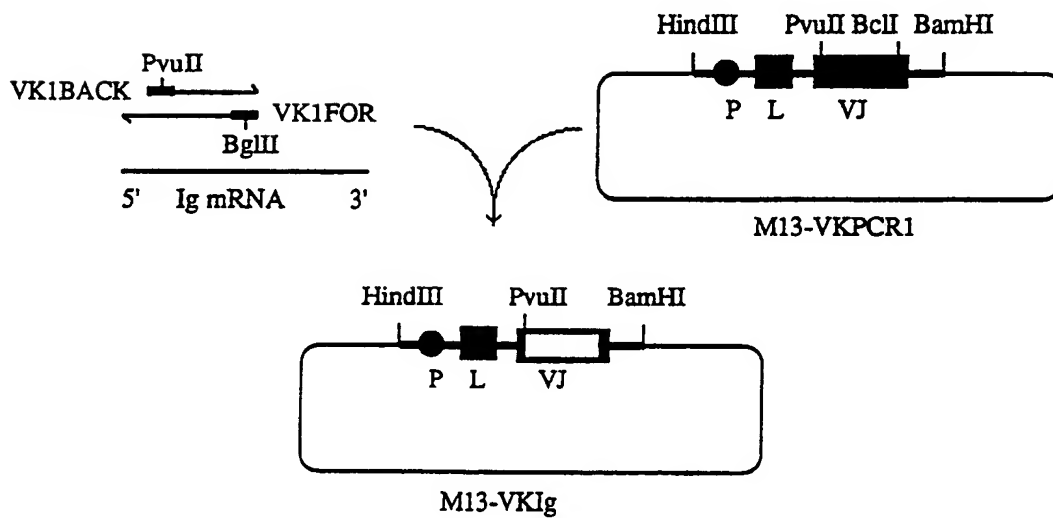 HindIII PvuII BclI BamHI
P L VJ
M13-VKPCR1
PvuII
VK1BACK
VK1FOR
BglII
5' Ig mRNA 3'
HindIII PvuII BamHI
P L VJ
M13-VKIg